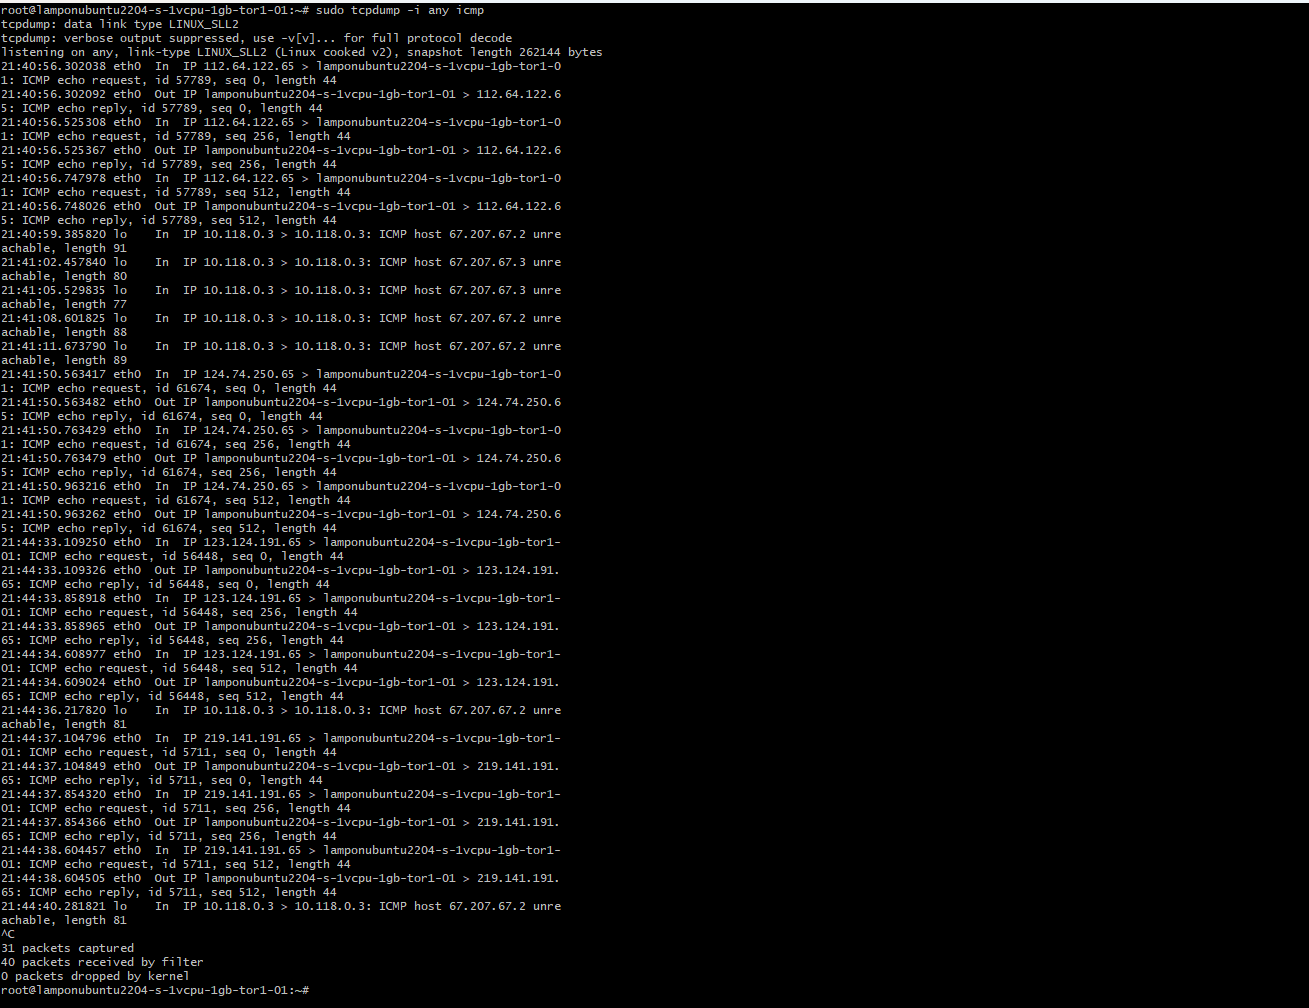 root@lamponubuntu2204-s-1vcpu-1gb-tor1-01:~# sudo tcpdump -i any icmp
tcpdump: data link type LINUX_SLL2
tcpdump: verbose output suppressed, use -v[v]... for full protocol decode
listening on any, link-type LINUX_SLL2 (Linux cooked v2), snapshot length 262144 bytes
21:40:56.302038 eth0  In  IP 112.64.122.65 > lamponubuntu2204-s-1vcpu-1gb-tor1-0
1: ICMP echo request, id 57789, seq 0, length 44
21:40:56.302092 eth0  Out IP lamponubuntu2204-s-1vcpu-1gb-tor1-01 > 112.64.122.6
5: ICMP echo reply, id 57789, seq 0, length 44
21:40:56.525308 eth0  In  IP 112.64.122.65 > lamponubuntu2204-s-1vcpu-1gb-tor1-0
1: ICMP echo request, id 57789, seq 256, length 44
21:40:56.525367 eth0  Out IP lamponubuntu2204-s-1vcpu-1gb-tor1-01 > 112.64.122.6
5: ICMP echo reply, id 57789, seq 256, length 44
21:40:56.747978 eth0  In  IP 112.64.122.65 > lamponubuntu2204-s-1vcpu-1gb-tor1-0
1: ICMP echo request, id 57789, seq 512, length 44
21:40:56.748026 eth0  Out IP lamponubuntu2204-s-1vcpu-1gb-tor1-01 > 112.64.122.6
5: ICMP echo reply, id 57789, seq 512, length 44
21:40:59.385820 lo    In  IP 10.118.0.3 > 10.118.0.3: ICMP host 67.207.67.2 unre
achable, length 91
21:41:02.457840 lo    In  IP 10.118.0.3 > 10.118.0.3: ICMP host 67.207.67.3 unre
achable, length 80
21:41:05.529835 lo    In  IP 10.118.0.3 > 10.118.0.3: ICMP host 67.207.67.3 unre
achable, length 77
21:41:08.601825 lo    In  IP 10.118.0.3 > 10.118.0.3: ICMP host 67.207.67.2 unre
achable, length 88
21:41:11.673790 lo    In  IP 10.118.0.3 > 10.118.0.3: ICMP host 67.207.67.2 unre
achable, length 89
21:41:50.563417 eth0  In  IP 124.74.250.65 > lamponubuntu2204-s-1vcpu-1gb-tor1-0
1: ICMP echo request, id 61674, seq 0, length 44
21:41:50.563482 eth0  Out IP lamponubuntu2204-s-1vcpu-1gb-tor1-01 > 124.74.250.6
5: ICMP echo reply, id 61674, seq 0, length 44
21:41:50.763429 eth0  In  IP 124.74.250.65 > lamponubuntu2204-s-1vcpu-1gb-tor1-0
1: ICMP echo request, id 61674, seq 256, length 44
21:41:50.763479 eth0  Out IP lamponubuntu2204-s-1vcpu-1gb-tor1-01 > 124.74.250.6
5: ICMP echo reply, id 61674, seq 256, length 44
21:41:50.963216 eth0  In  IP 124.74.250.65 > lamponubuntu2204-s-1vcpu-1gb-tor1-0
1: ICMP echo request, id 61674, seq 512, length 44
21:41:50.963262 eth0  Out IP lamponubuntu2204-s-1vcpu-1gb-tor1-01 > 124.74.250.6
5: ICMP echo reply, id 61674, seq 512, length 44
21:44:33.109250 eth0  In  IP 123.124.191.65 > lamponubuntu2204-s-1vcpu-1gb-tor1-
01: ICMP echo request, id 56448, seq 0, length 44
21:44:33.109326 eth0  Out IP lamponubuntu2204-s-1vcpu-1gb-tor1-01 > 123.124.191.
65: ICMP echo reply, id 56448, seq 0, length 44
21:44:33.858918 eth0  In  IP 123.124.191.65 > lamponubuntu2204-s-1vcpu-1gb-tor1-
01: ICMP echo request, id 56448, seq 256, length 44
21:44:33.858965 eth0  Out IP lamponubuntu2204-s-1vcpu-1gb-tor1-01 > 123.124.191.
65: ICMP echo reply, id 56448, seq 256, length 44
21:44:34.608977 eth0  In  IP 123.124.191.65 > lamponubuntu2204-s-1vcpu-1gb-tor1-
01: ICMP echo request, id 56448, seq 512, length 44
21:44:34.609024 eth0  Out IP lamponubuntu2204-s-1vcpu-1gb-tor1-01 > 123.124.191.
65: ICMP echo reply, id 56448, seq 512, length 44
21:44:36.217820 lo    In  IP 10.118.0.3 > 10.118.0.3: ICMP host 67.207.67.2 unre
achable, length 81
21:44:37.104796 eth0  In  IP 219.141.191.65 > lamponubuntu2204-s-1vcpu-1gb-tor1-
01: ICMP echo request, id 5711, seq 0, length 44
21:44:37.104849 eth0  Out IP lamponubuntu2204-s-1vcpu-1gb-tor1-01 > 219.141.191.
65: ICMP echo reply, id 5711, seq 0, length 44
21:44:37.854320 eth0  In  IP 219.141.191.65 > lamponubuntu2204-s-1vcpu-1gb-tor1-
01: ICMP echo request, id 5711, seq 256, length 44
21:44:37.854366 eth0  Out IP lamponubuntu2204-s-1vcpu-1gb-tor1-01 > 219.141.191.
65: ICMP echo reply, id 5711, seq 256, length 44
21:44:38.604457 eth0  In  IP 219.141.191.65 > lamponubuntu2204-s-1vcpu-1gb-tor1-
01: ICMP echo request, id 5711, seq 512, length 44
21:44:38.604505 eth0  Out IP lamponubuntu2204-s-1vcpu-1gb-tor1-01 > 219.141.191.
65: ICMP echo reply, id 5711, seq 512, length 44
21:44:40.281821 lo    In  IP 10.118.0.3 > 10.118.0.3: ICMP host 67.207.67.2 unre
achable, length 81
^C
31 packets captured
40 packets received by filter
0 packets dropped by kernel
root@lamponubuntu2204-s-1vcpu-1gb-tor1-01:~#